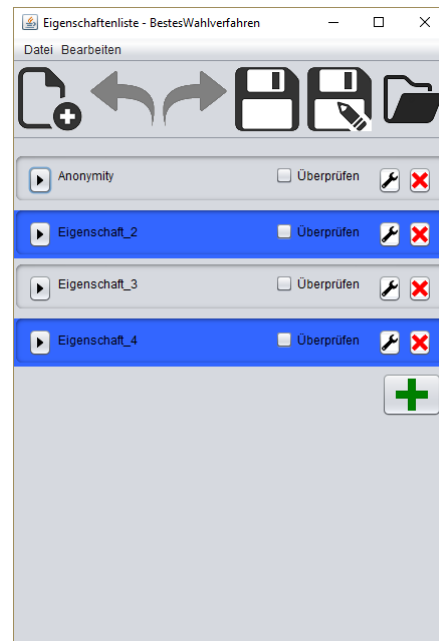 Eigenschaftenliste - BestesWahlverfahren
Datei Bearbeiten
Anonymity Überprüfen
Eigenschaft_2 Überprüfen
Eigenschaft_3 Überprüfen
Eigenschaft_4 Überprüfen